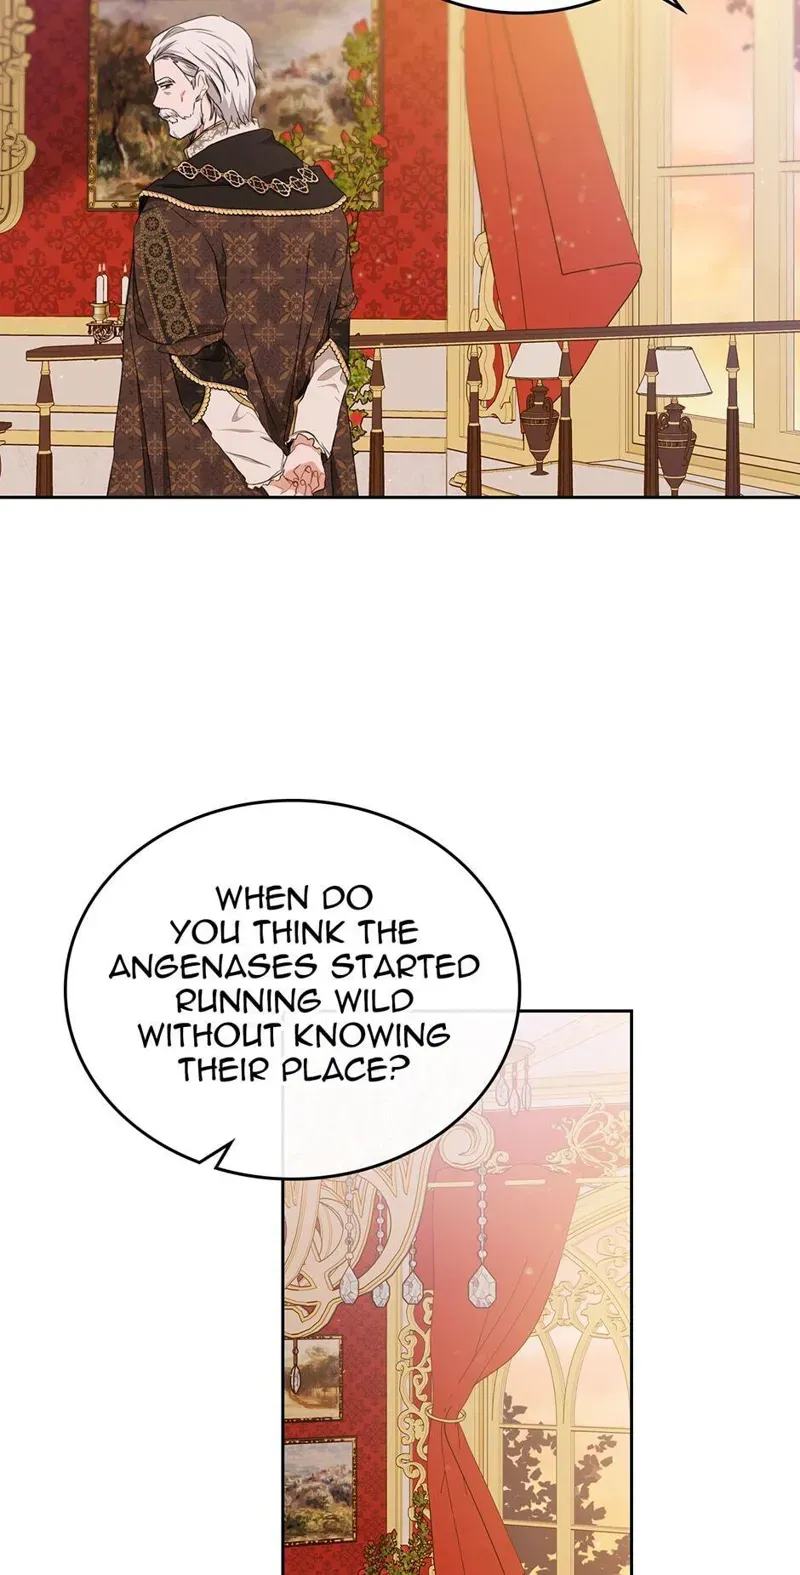 WHEN DO
YOU THINK THE
ANGENASES STARTED
RUNNING WILD
WITHOUT KNOWING
THEIR PLACE?